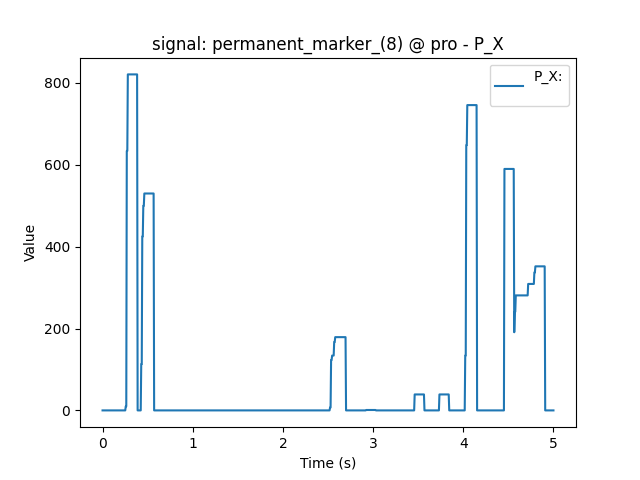 signal: permanent_marker_(8) @ pro - P_X
P_X:
800
600
400
200
0
Value
0 1 2 3 4 5
Time (s)